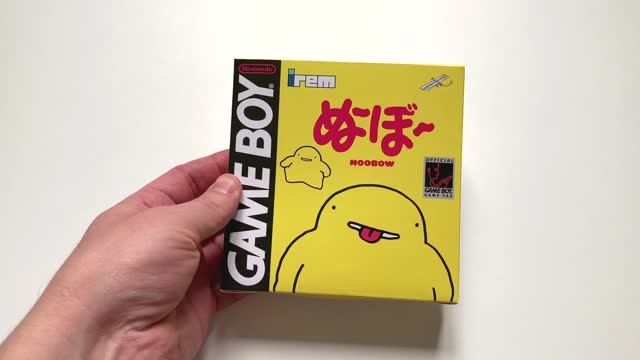 Nintendo
GAME BOY
irem
ぬ〜ぼ〜
NOOBOW
OFFICIAL
GAME BOY
GAME PAK